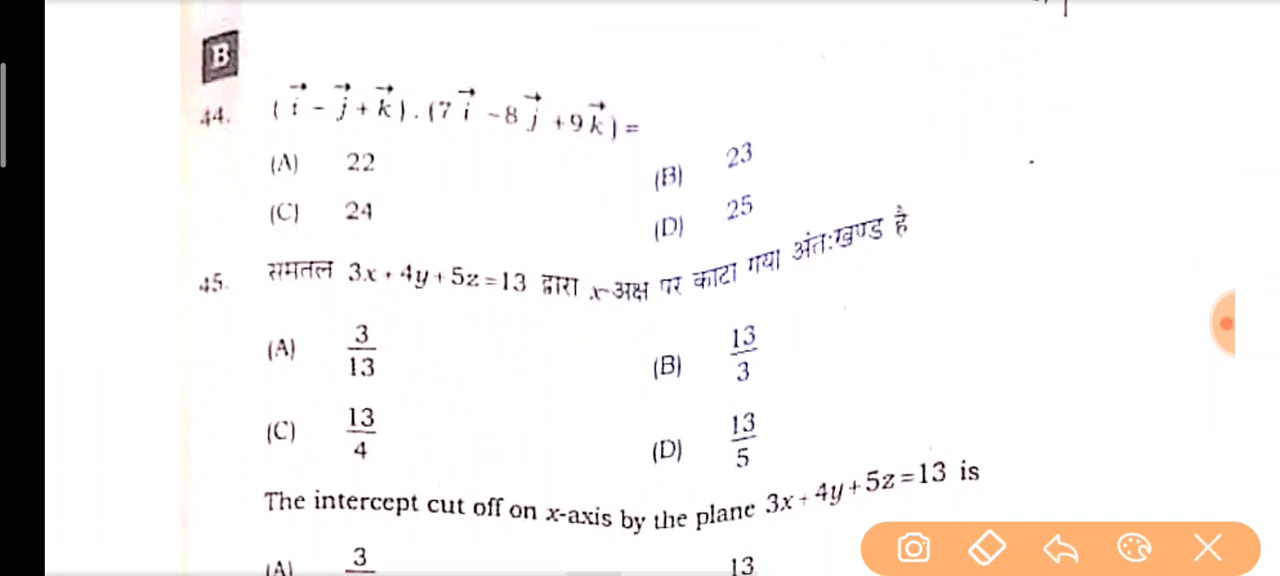 B
44. (i⃗ - j⃗ + k⃗) . (7i⃗ - 8j⃗ + 9k⃗) =
(A) 22 (B) 23
(C) 24 (D) 25
45. समतल 3x + 4y + 5z = 13 द्वारा x-अक्ष पर काटा गया अंतःखण्ड है
(A) 3/13 (B) 13/3
(C) 13/4 (D) 13/5
The intercept cut off on x-axis by the plane 3x + 4y + 5z = 13 is
(A) 3 13